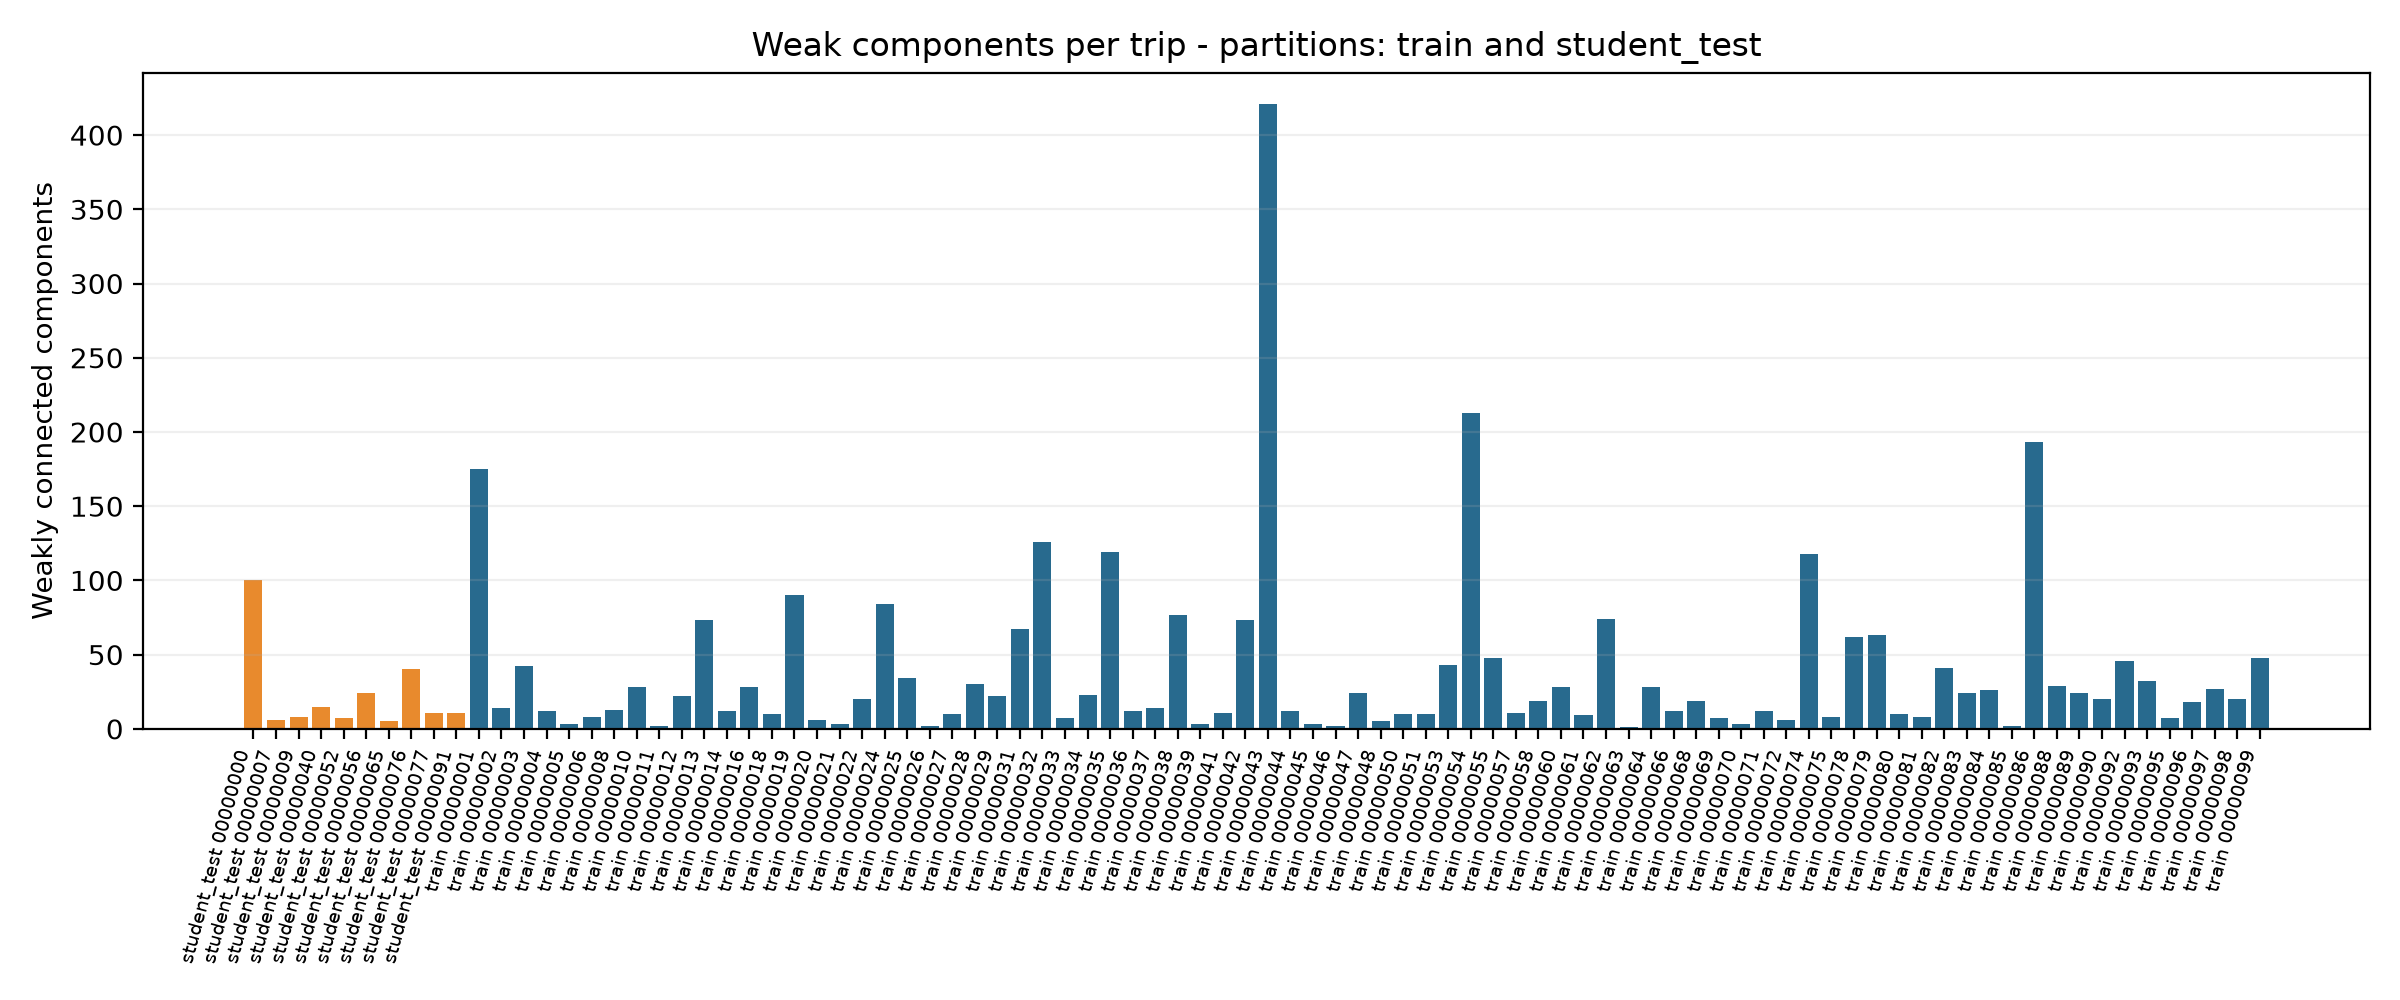 Weak components per trip - partitions: train and student_test
Weakly connected components
400
350
300
250
200
150
100
50
0
student_test 00000000
student_test 00000007
student_test 00000009
student_test 00000040
student_test 00000052
student_test 00000056
student_test 00000065
student_test 00000076
student_test 00000077
student_test 00000091
train 00000001
train 00000002
train 00000003
train 00000004
train 00000005
train 00000006
train 00000008
train 00000010
train 00000011
train 00000012
train 00000013
train 00000014
train 00000016
train 00000018
train 00000019
train 00000020
train 00000021
train 00000022
train 00000024
train 00000025
train 00000026
train 00000027
train 00000028
train 00000029
train 00000031
train 00000032
train 00000033
train 00000034
train 00000035
train 00000036
train 00000037
train 00000038
train 00000039
train 00000041
train 00000042
train 00000043
train 00000044
train 00000045
train 00000046
train 00000047
train 00000048
train 00000050
train 00000051
train 00000053
train 00000054
train 00000055
train 00000057
train 00000058
train 00000060
train 00000061
train 00000062
train 00000063
train 00000064
train 00000066
train 00000068
train 00000069
train 00000070
train 00000071
train 00000072
train 00000074
train 00000075
train 00000078
train 00000079
train 00000080
train 00000081
train 00000082
train 00000083
train 00000084
train 00000085
train 00000086
train 00000088
train 00000089
train 00000090
train 00000092
train 00000093
train 00000095
train 00000096
train 00000097
train 00000098
train 00000099